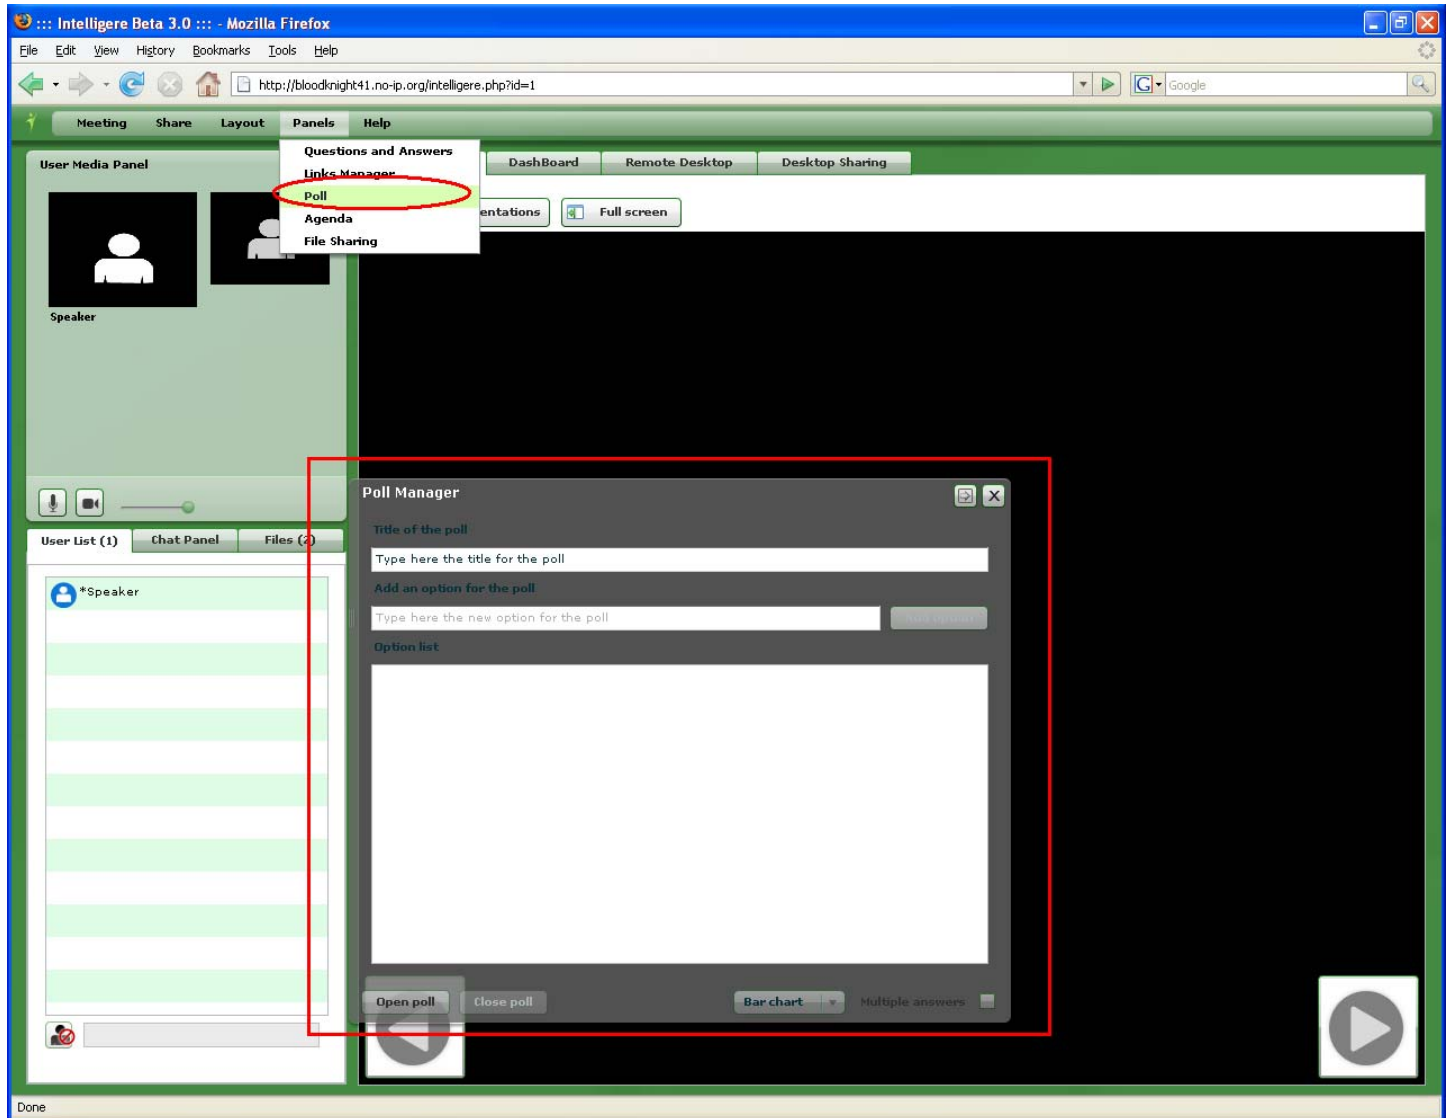 ::: Intelligere Beta 3.0 ::: - Mozilla Firefox
File Edit View History Bookmarks Tools Help
http://bloodknight41.no-ip.org/intelligere.php?id=1
G Google
Meeting Share Layout Panels Help
Questions and Answers
Links Manager
Poll
Agenda
File Sharing
User Media Panel
DashBoard Remote Desktop Desktop Sharing
entations Full screen
Speaker
User List (1) Chat Panel Files (2)
*Speaker
Poll Manager
Title of the poll
Type here the title for the poll
Add an option for the poll
Type here the new option for the poll Add option
Option list
Open poll Close poll Bar chart Multiple answers
Done